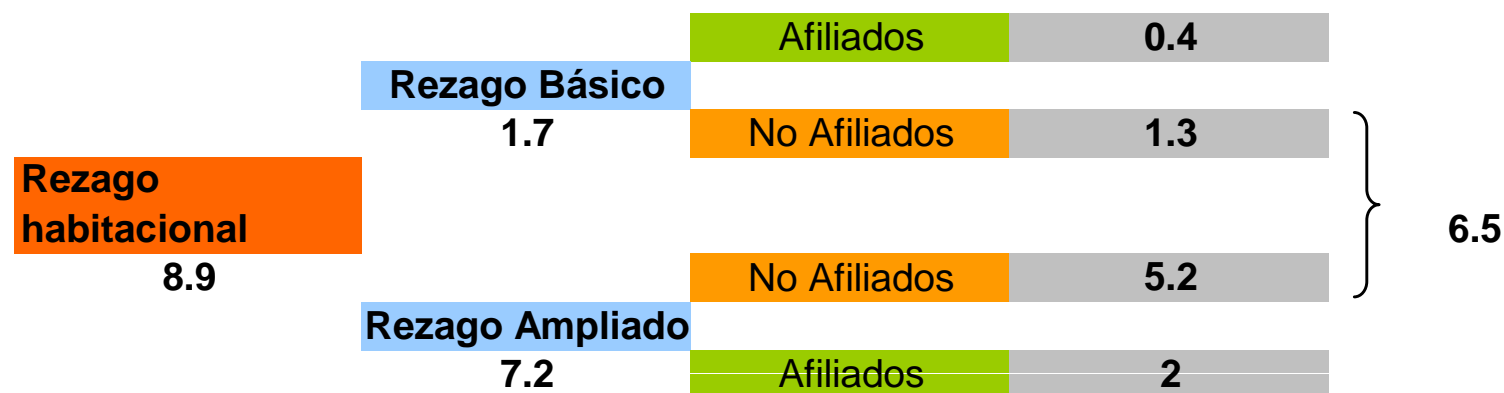 Afiliados 0.4
Rezago Básico
1.7 No Afiliados 1.3
Rezago
habitacional 6.5
8.9 No Afiliados 5.2
Rezago Ampliado
7.2 Afiliados 2